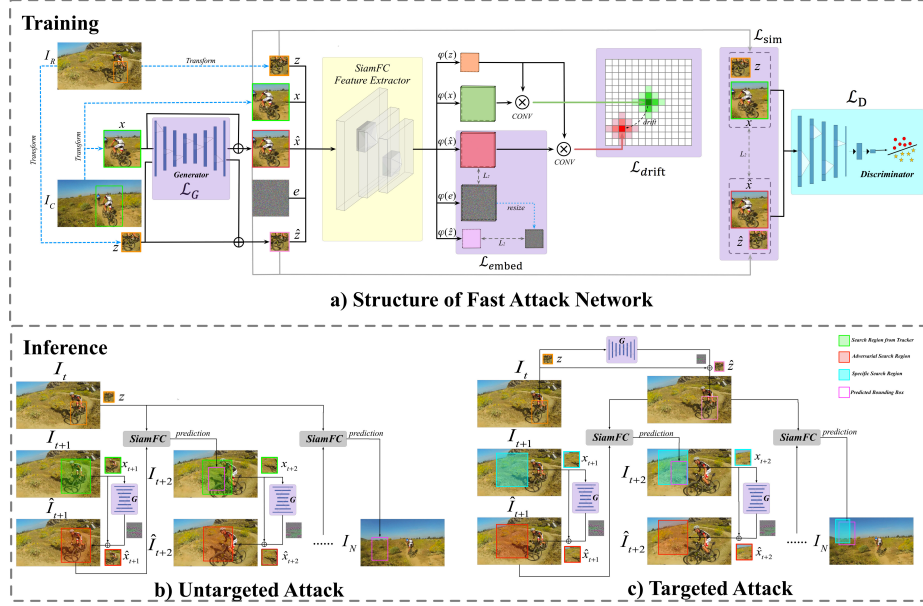 Training
I_R
Transform
z
x
Transform
x
Generator
L_G
I_C
z
x̂
e
ẑ
SiamFC
Feature Extractor
φ(z)
φ(x)
CONV
φ(x̂)
CONV
L_2
φ(e)
resize
φ(ẑ)
L_2
L_embed
drift
L_drift
L_sim
z
x
L_2
x̂
ẑ
L_D
Discriminator
a) Structure of Fast Attack Network
Inference
I_t
z
SiamFC
prediction
SiamFC
prediction
I_{t+1}
x_{t+1}
I_{t+2}
x_{t+2}
G
G
Î_{t+1}
x̂_{t+1}
Î_{t+2}
x̂_{t+2}
......
I_N
b) Untargeted Attack
G
I_t
z
ẑ
Search Region from Tracker
Adversarial Search Region
Specific Search Region
Predicted Bounding Box
SiamFC
prediction
SiamFC
prediction
I_{t+1}
x_{t+1}
I_{t+2}
x_{t+2}
G
G
Î_{t+1}
x̂_{t+1}
Î_{t+2}
x̂_{t+2}
......
I_N
c) Targeted Attack